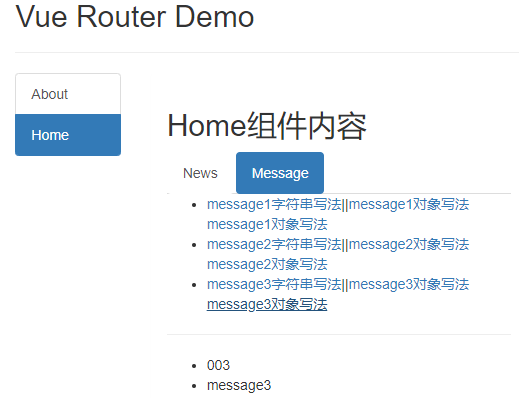 Vue Router Demo
About
Home
Home组件内容
News Message
message1字符串写法||message1对象写法
message1对象写法
message2字符串写法||message2对象写法
message2对象写法
message3字符串写法||message3对象写法
message3对象写法
003
message3